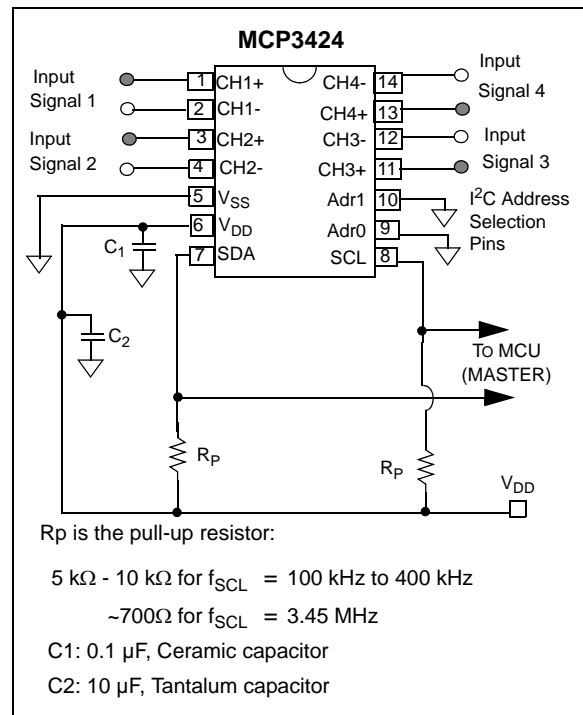 MCP3424
Input
Signal 1
Input
Signal 2
1 CH1+
2 CH1-
3 CH2+
4 CH2-
5 VSS
6 VDD
7 SDA
CH4- 14
CH4+ 13
CH3- 12
CH3+ 11
Adr1 10
Adr0 9
SCL 8
Input
Signal 4
Input
Signal 3
I²C Address
Selection
Pins
C1
C2
TO MCU
(MASTER)
RP
RP
VDD
Rp is the pull-up resistor:
5 kΩ - 10 kΩ for fSCL = 100 kHz to 400 kHz
~700Ω for fSCL = 3.45 MHz
C1: 0.1 µF, Ceramic capacitor
C2: 10 µF, Tantalum capacitor